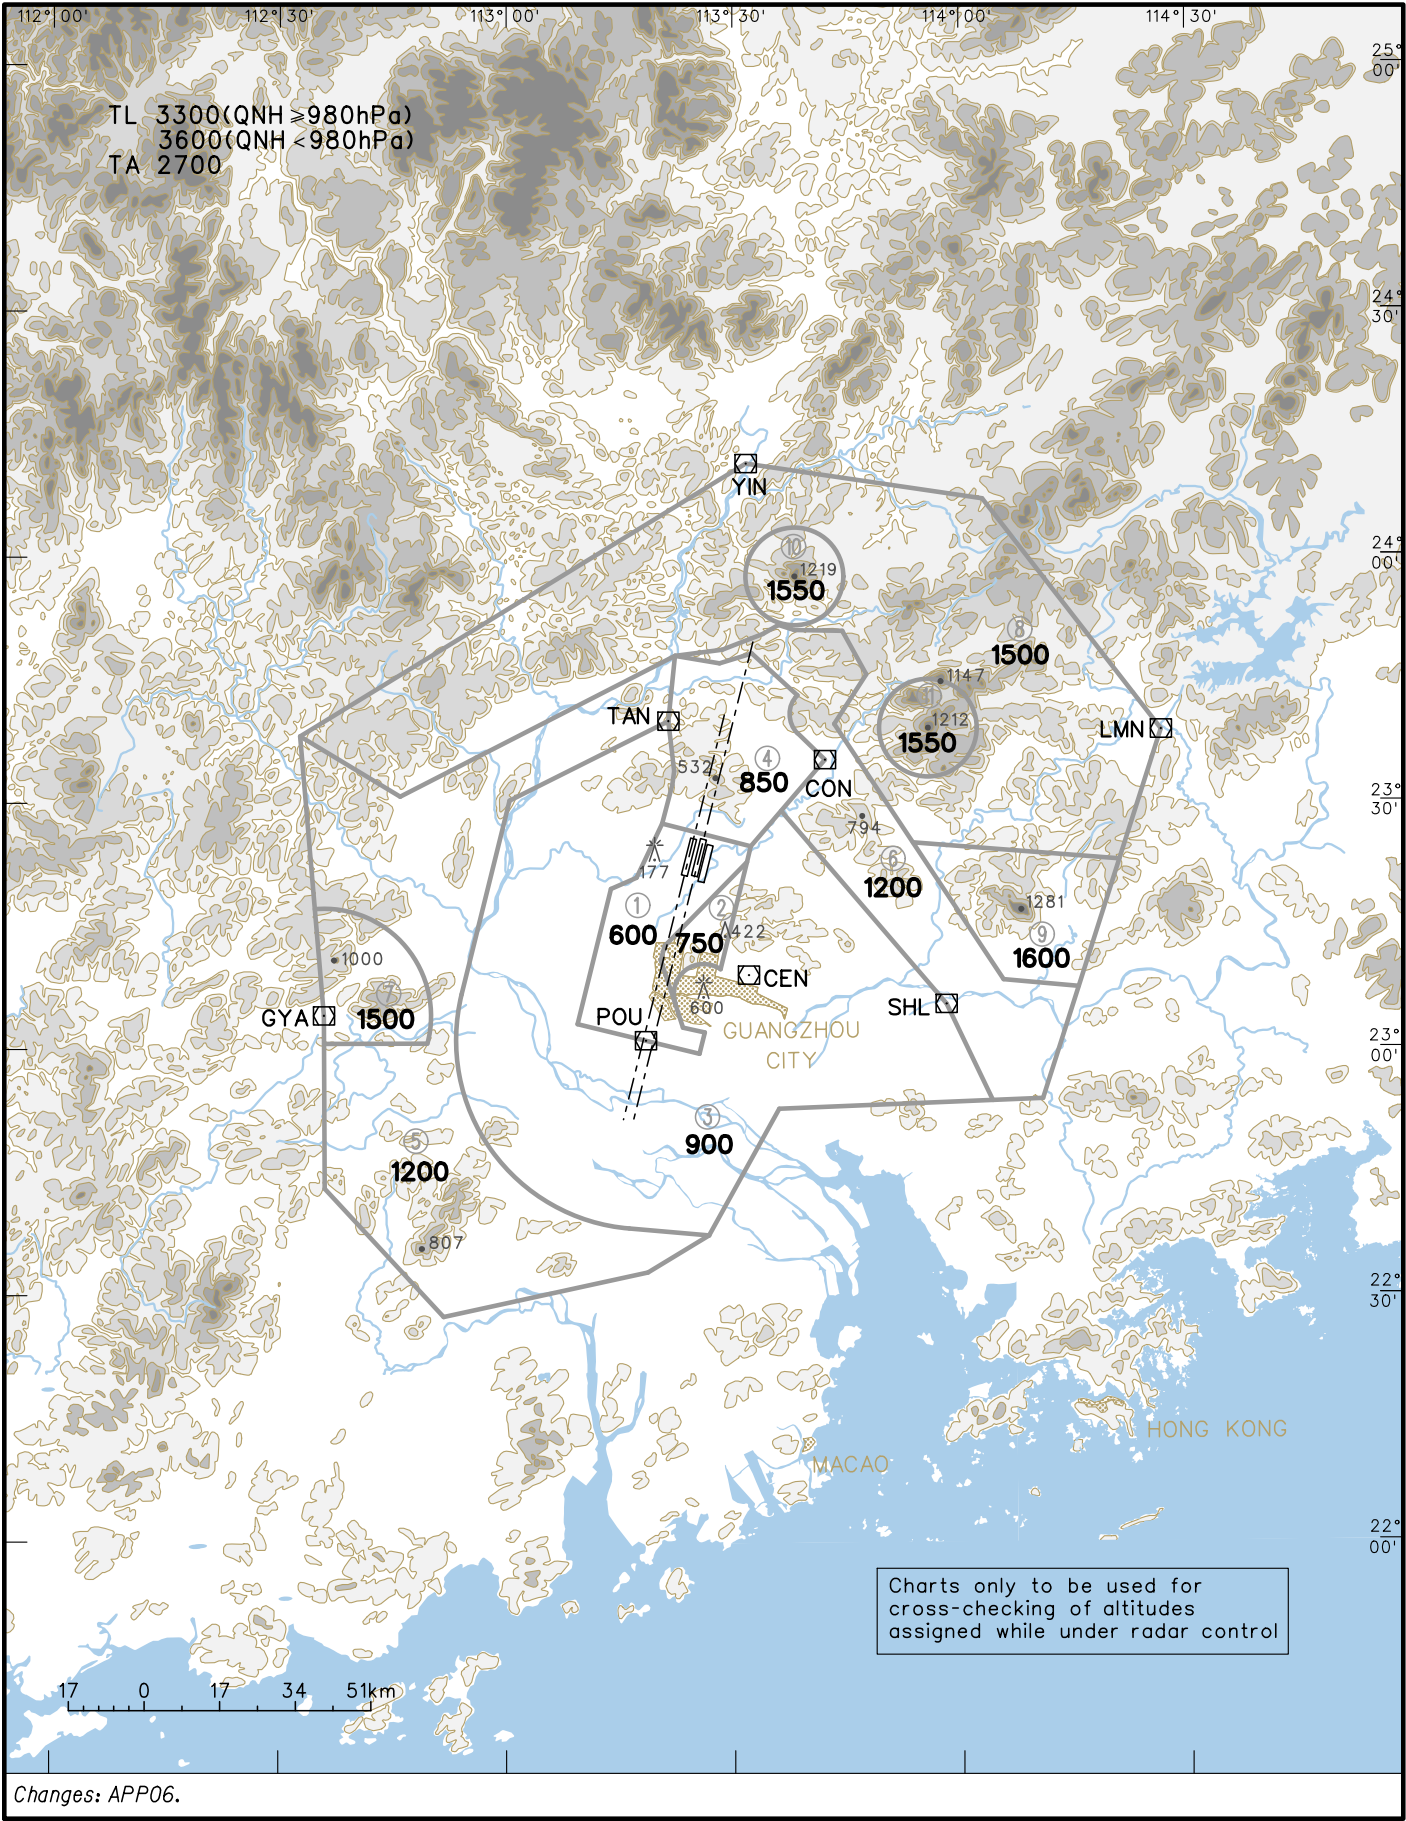 112°00' 112°30' 113°00' 113°30' 114°00' 114°30'
25°
00'
TL 3300(QNH≥980hPa)
3600(QNH<980hPa)
TA 2700
24°
30'
YIN
24°
00'
⑩
1219
1550
⑧
1500
1147
⑪
1212
1550
TAN
LMN
532
④
850
CON
23°
30'
794
177
⑥
1200
①
600
②
750
422
1281
⑨
1600
1000
⑦
1500
GYA
CEN
600
SHL
POU
GUANGZHOU
CITY
23°
00'
③
900
⑤
1200
807
22°
30'
HONG KONG
MACAO
22°
00'
Charts only to be used for
cross-checking of altitudes
assigned while under radar control
17 0 17 34 51km
Changes: APP06.